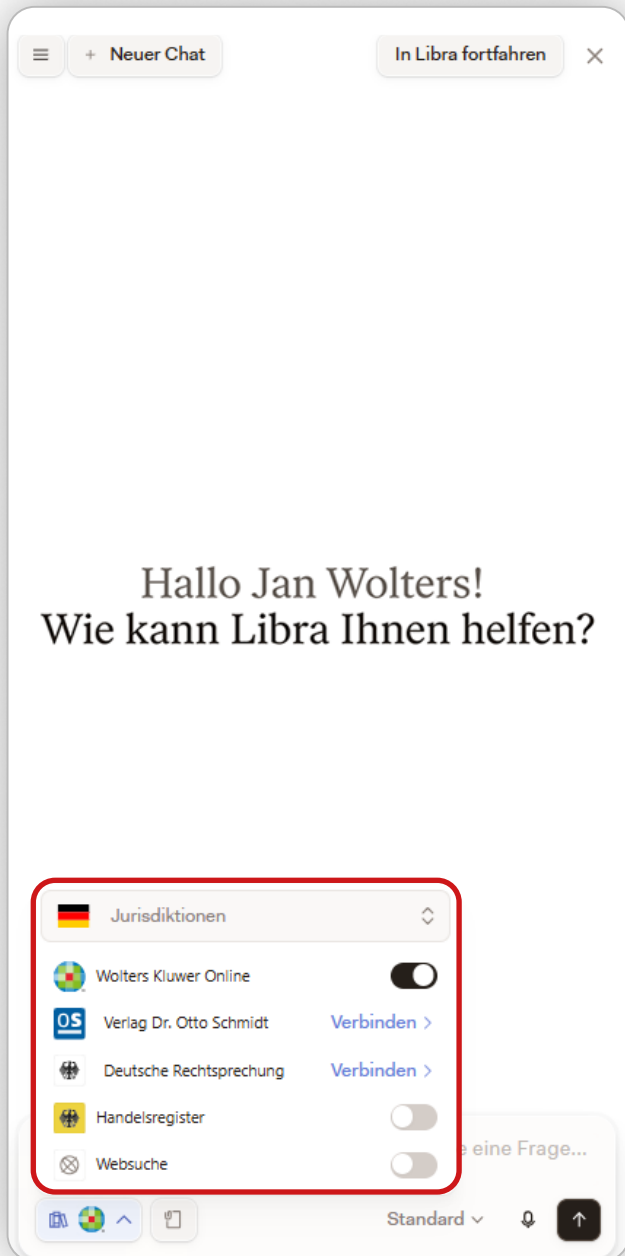 + Neuer Chat
In Libra fortfahren
Hallo Jan Wolters!
Wie kann Libra Ihnen helfen?
Jurisdiktionen
Wolters Kluwer Online
OS Verlag Dr. Otto Schmidt Verbinden >
Deutsche Rechtsprechung Verbinden >
Handelsregister
Websuche
eine Frage...
Standard